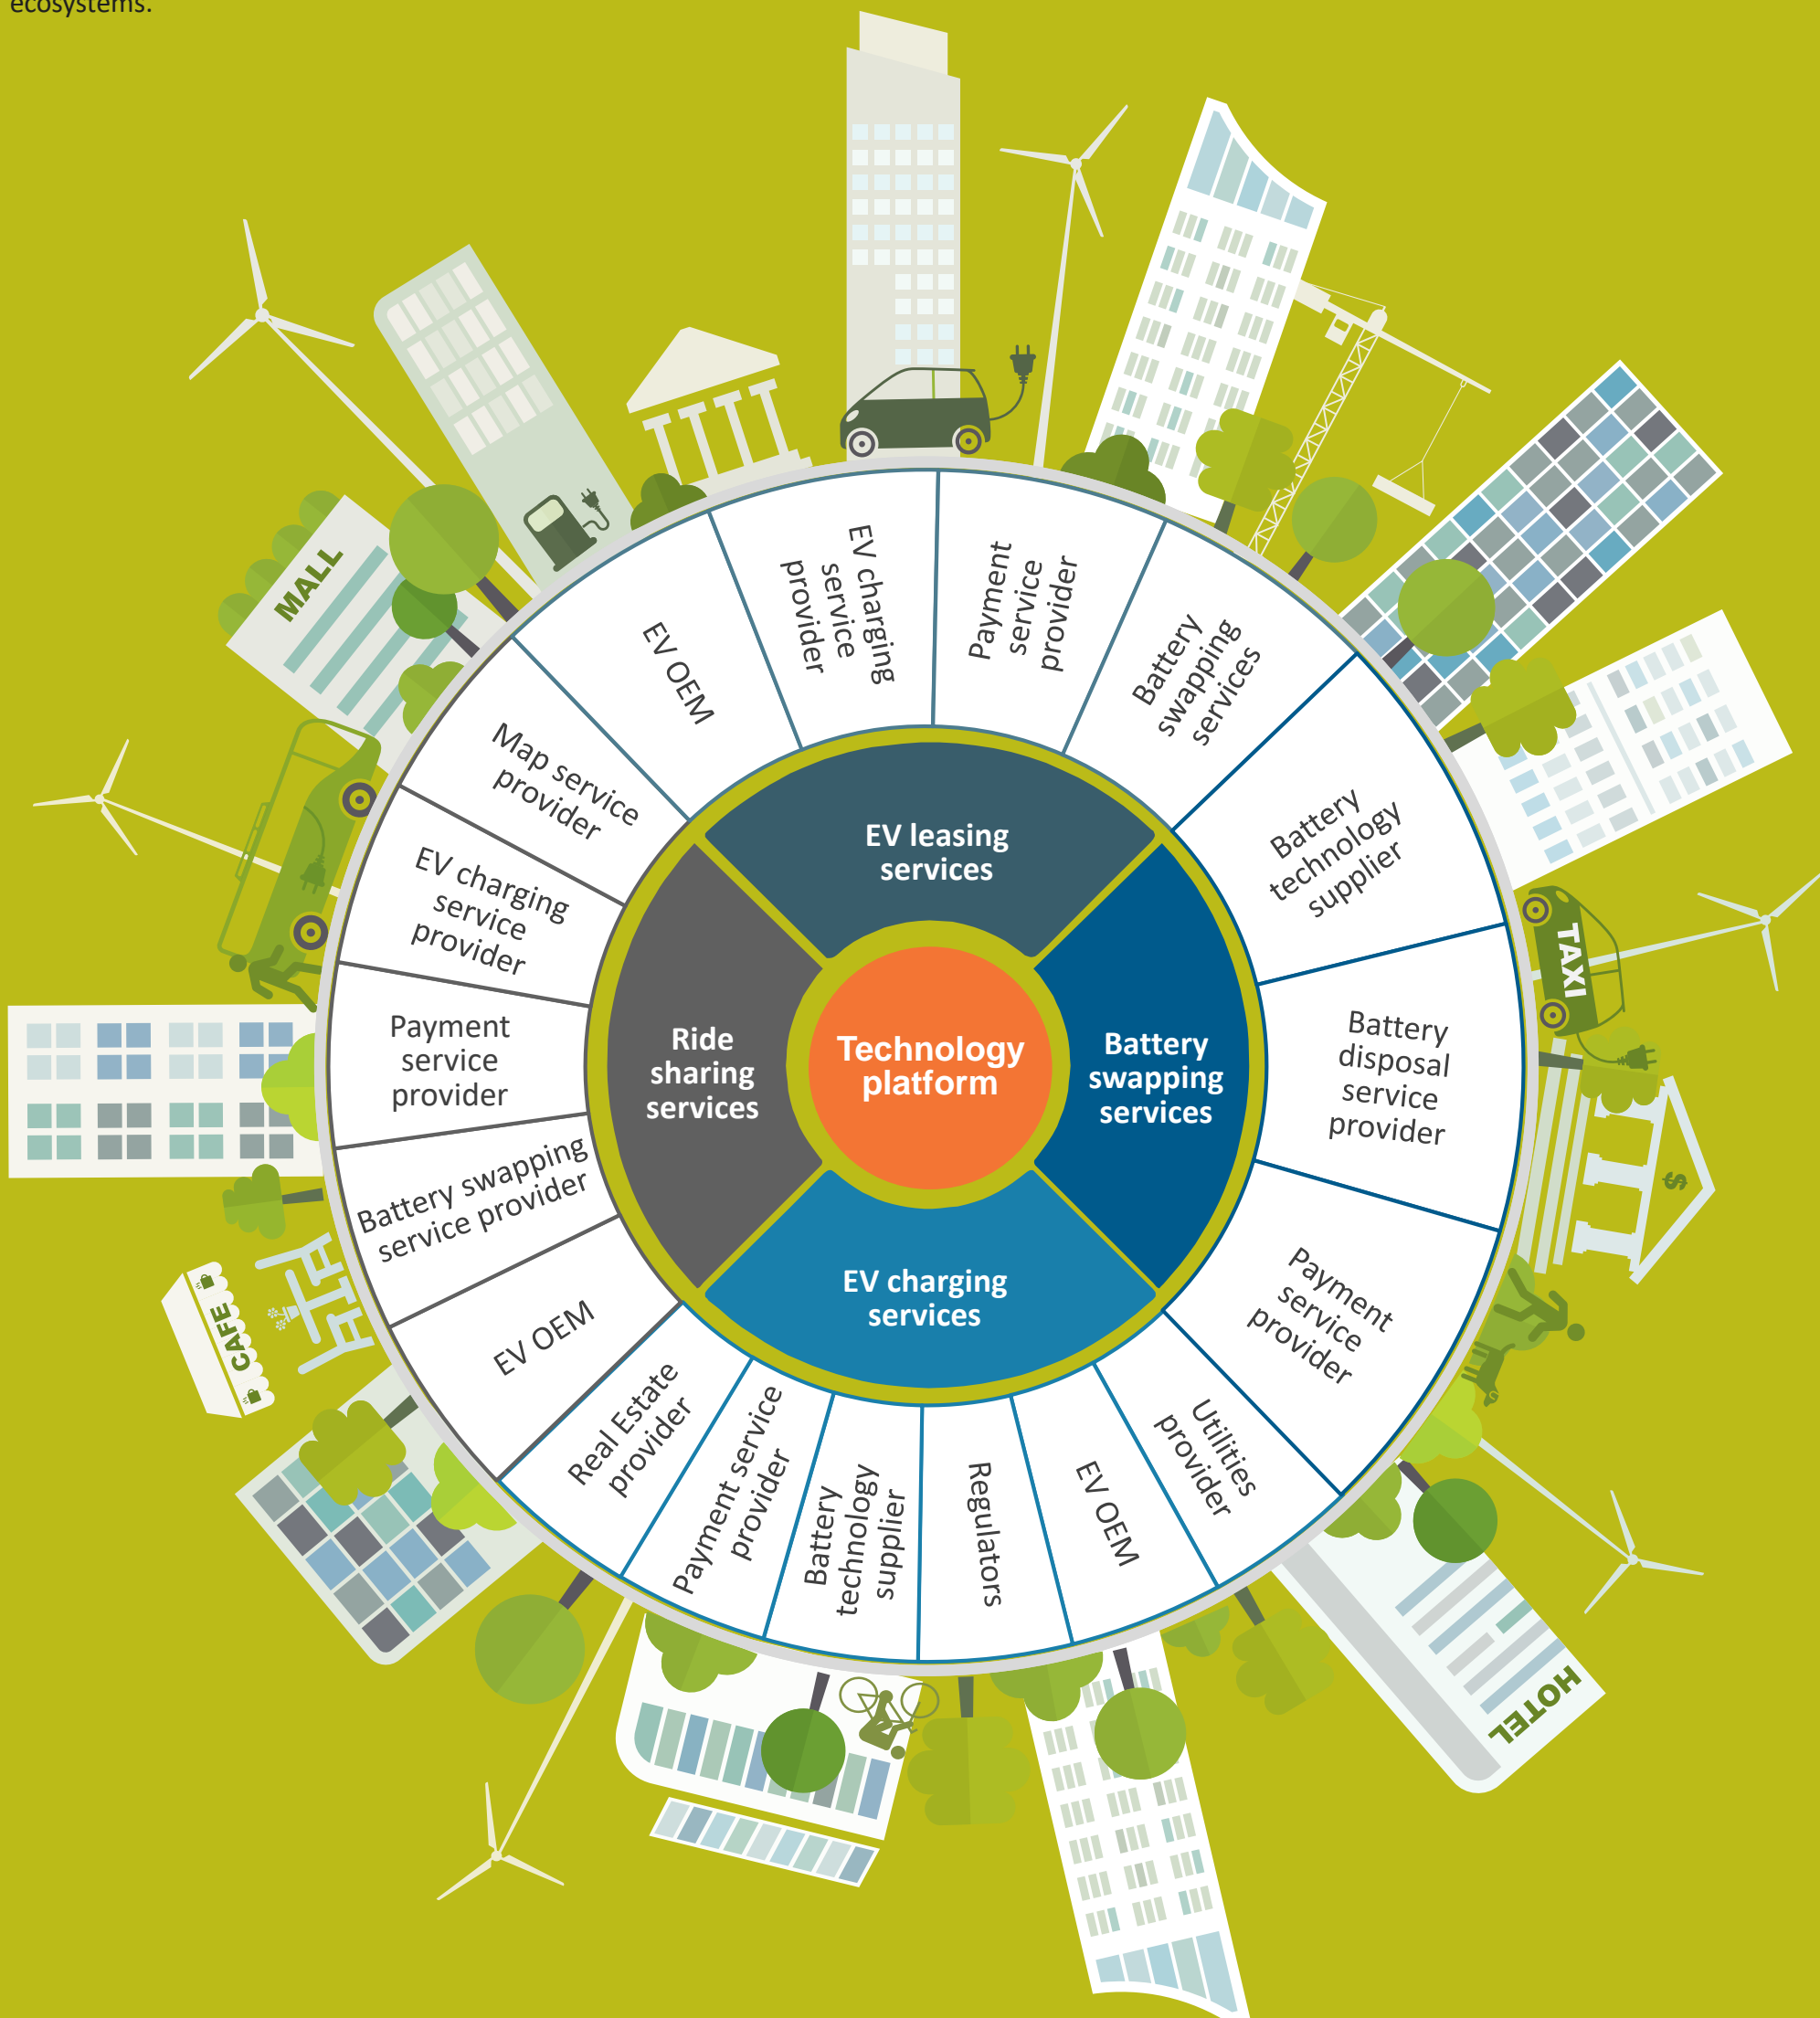 ecosystems.
MALL
EV OEM
EV charging
service
provider
Payment
service
provider
Battery
swapping
services
Battery
technology
supplier
TAXI
Battery
disposal
service
provider
$
Payment
service
provider
Utilities
provider
EV OEM
Regulators
Battery
technology
supplier
Payment service
provider
Real Estate
provider
HOTEL
EV OEM
CAFE
Battery swapping
service provider
Payment
service
provider
EV charging
service
provider
Map service
provider
EV leasing
services
Ride
sharing
services
Technology
platform
Battery
swapping
services
EV charging
services